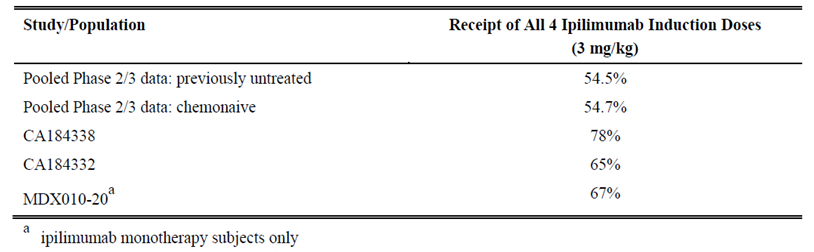 Study/Population Receipt of All 4 Ipilimumab Induction Doses
(3 mg/kg)
Pooled Phase 2/3 data: previously untreated 54.5%
Pooled Phase 2/3 data: chemonaive 54.7%
CA184338 78%
CA184332 65%
MDX010-20a 67%
a ipilimumab monotherapy subjects only